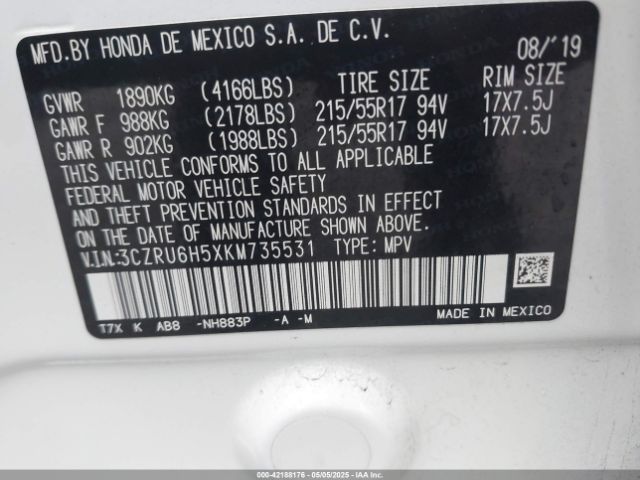 MFD.BY HONDA DE MEXICO S.A. DE C.V. 08/'19
GVWR 1890KG (4166LBS) TIRE SIZE RIM SIZE
GAWR F 988KG (2178LBS) 215/55R17 94V 17X7.5J
GAWR R 902KG (1988LBS) 215/55R17 94V 17X7.5J
THIS VEHICLE CONFORMS TO ALL APPLICABLE
FEDERAL MOTOR VEHICLE SAFETY
AND THEFT PREVENTION STANDARDS IN EFFECT
ON THE DATE OF MANUFACTURE SHOWN ABOVE.
V.I.N:3CZRU6H5XKM735531 TYPE: MPV
T7X K AB8 -NH883P -A -M MADE IN MEXICO
000-42188176 - 05/05/2025 - IAA Inc.